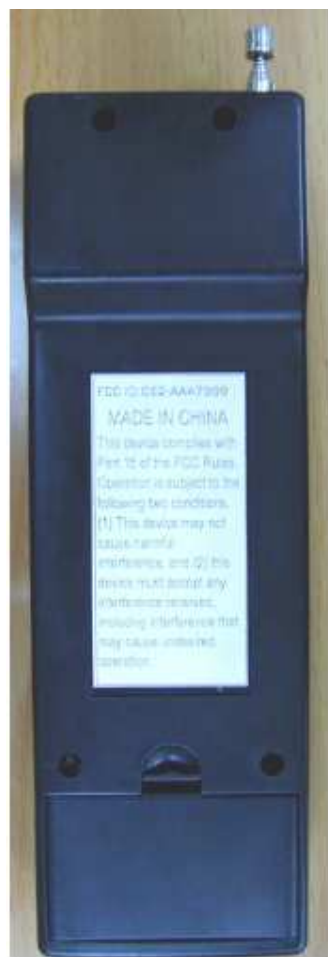 MADE IN CHINA
This device complies with
Part 15 of the FCC Rules.
Operation is subject to the
following two conditions,
(1) This device may not
cause harmful
interference, and (2) this
device must accept any
interference received,
including interference that
may cause undesired
operation.